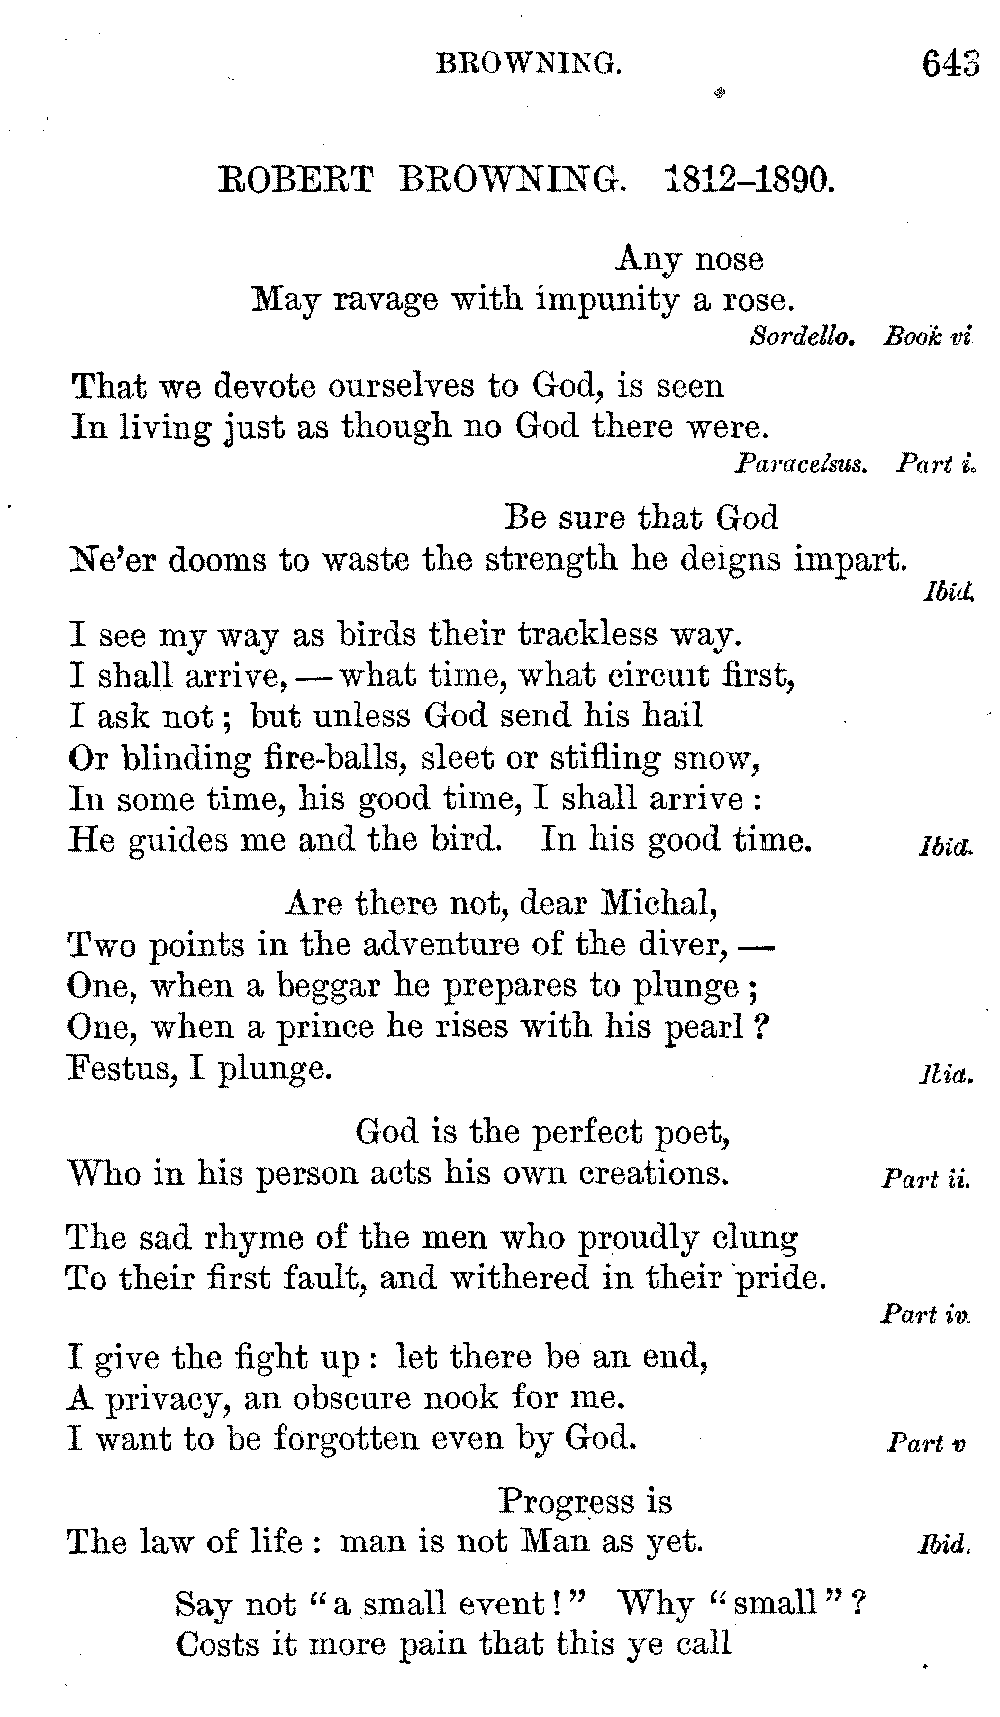 BROWNING. 643
ROBERT BROWNING. 1812–1890.
Any nose
May ravage with impunity a rose.
Sordello. Book vi
That we devote ourselves to God, is seen
In living just as though no God there were.
Paracelsus. Part i.
Be sure that God
Ne'er dooms to waste the strength he deigns impart.
Ibid.
I see my way as birds their trackless way.
I shall arrive, — what time, what circuit first,
I ask not; but unless God send his hail
Or blinding fire-balls, sleet or stifling snow,
In some time, his good time, I shall arrive:
He guides me and the bird. In his good time. Ibid.
Are there not, dear Michal,
Two points in the adventure of the diver, —
One, when a beggar he prepares to plunge;
One, when a prince he rises with his pearl?
Festus, I plunge. Ibid.
God is the perfect poet,
Who in his person acts his own creations. Part ii.
The sad rhyme of the men who proudly clung
To their first fault, and withered in their pride.
Part iv.
I give the fight up: let there be an end,
A privacy, an obscure nook for me.
I want to be forgotten even by God. Part v
Progress is
The law of life: man is not Man as yet. Ibid.
Say not "a small event!" Why "small"?
Costs it more pain that this ye call